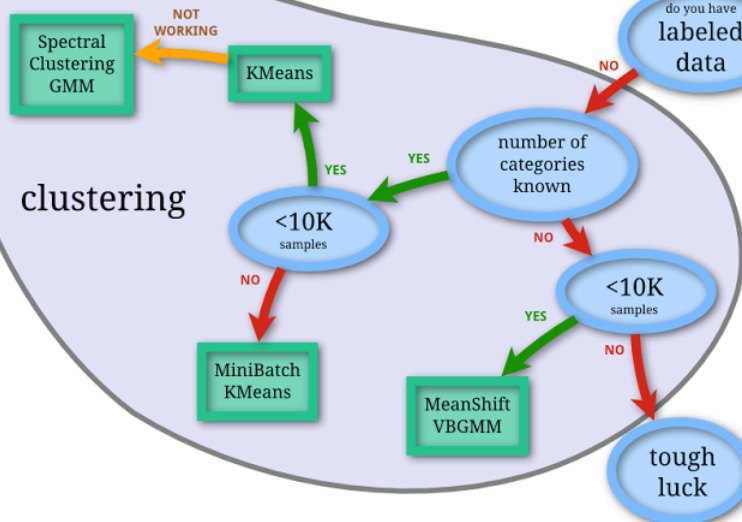 do you have
labeled
data
NOT
WORKING
Spectral
Clustering
GMM
KMeans
NO
number of
categories
known
YES
YES
clustering
<10K
samples
NO
NO
<10K
samples
YES
NO
MiniBatch
KMeans
MeanShift
VBGMM
tough
luck